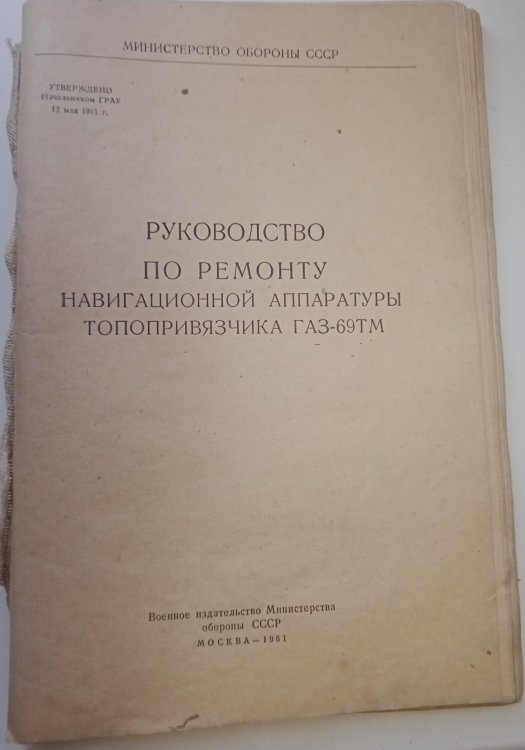 МИНИСТЕРСТВО ОБОРОНЫ СССР
УТВЕРЖДЕНО
Начальником ГРАУ
12 мая 1961 г.
РУКОВОДСТВО
ПО РЕМОНТУ
НАВИГАЦИОННОЙ АППАРАТУРЫ
ТОПОПРИВЯЗЧИКА ГАЗ-69ТМ
Военное издательство Министерства
обороны СССР
МОСКВА — 1961